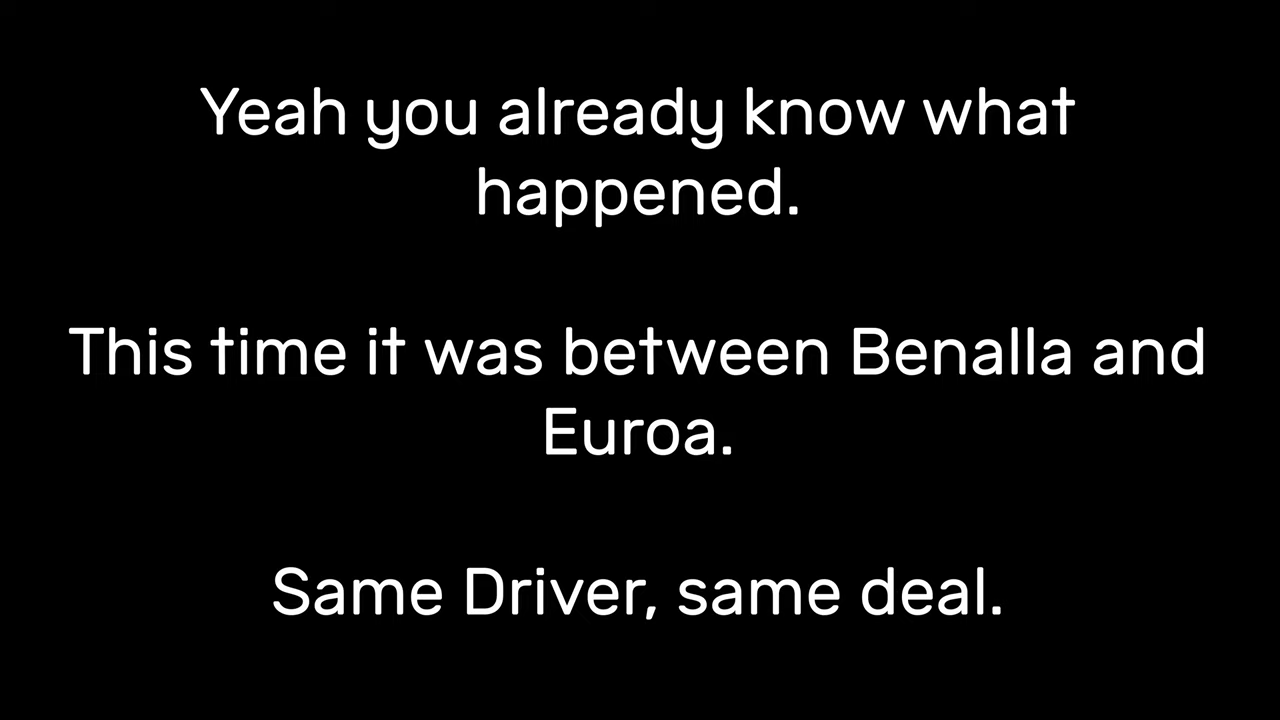 Yeah you already know what
happened.
This time it was between Benalla and
Euroa.
Same Driver, same deal.